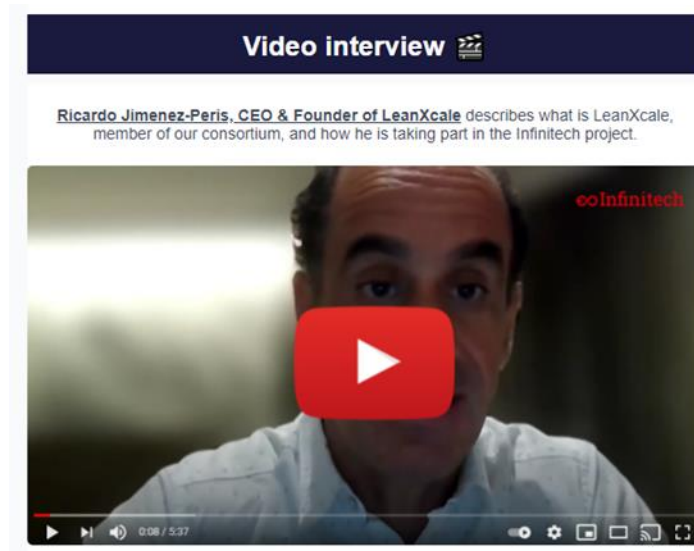 Video interview 🎬
Ricardo Jimenez-Peris, CEO & Founder of LeanXcale describes what is LeanXcale,
member of our consortium, and how he is taking part in the Infinitech project.
Infinitech
0:08 / 5:37